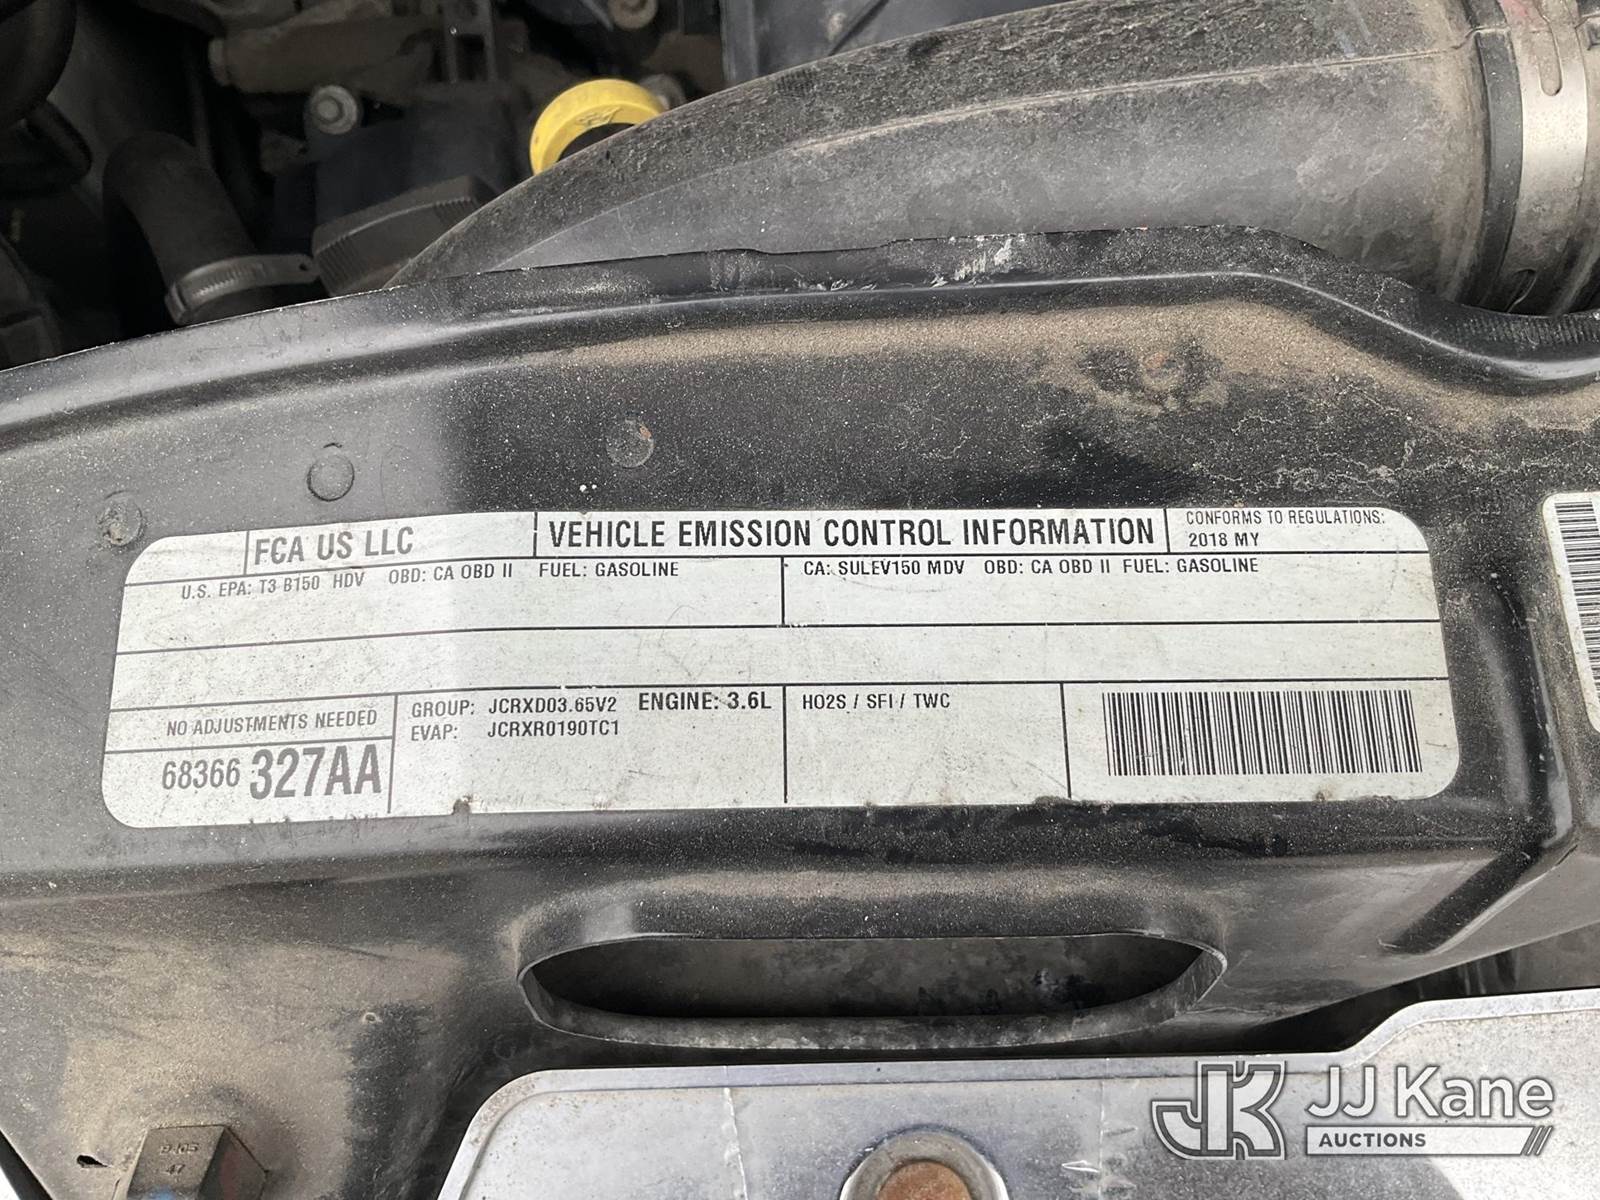 FCA US LLC
VEHICLE EMISSION CONTROL INFORMATION
CONFORMS TO REGULATIONS:
2018 MY
U.S. EPA: T3 B150 HDV OBD: CA OBD II FUEL: GASOLINE
CA: SULEV150 MDV OBD: CA OBD II FUEL: GASOLINE
NO ADJUSTMENTS NEEDED
68366 327AA
GROUP: JCRXD03.65V2 ENGINE: 3.6L
EVAP: JCRXR0190TC1
HO2S / SFI / TWC
JK JJ Kane
AUCTIONS